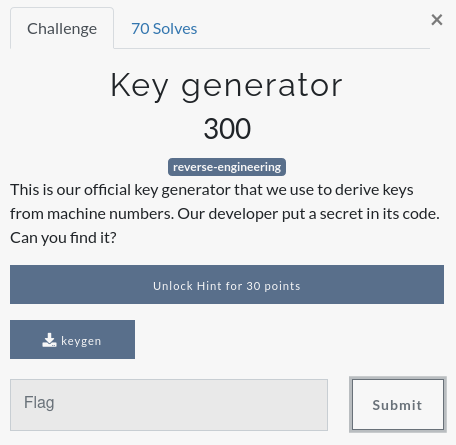 Challenge
70 Solves
×
Key generator
300
reverse-engineering
This is our official key generator that we use to derive keys
from machine numbers. Our developer put a secret in its code.
Can you find it?
Unlock Hint for 30 points
keygen
Flag
Submit